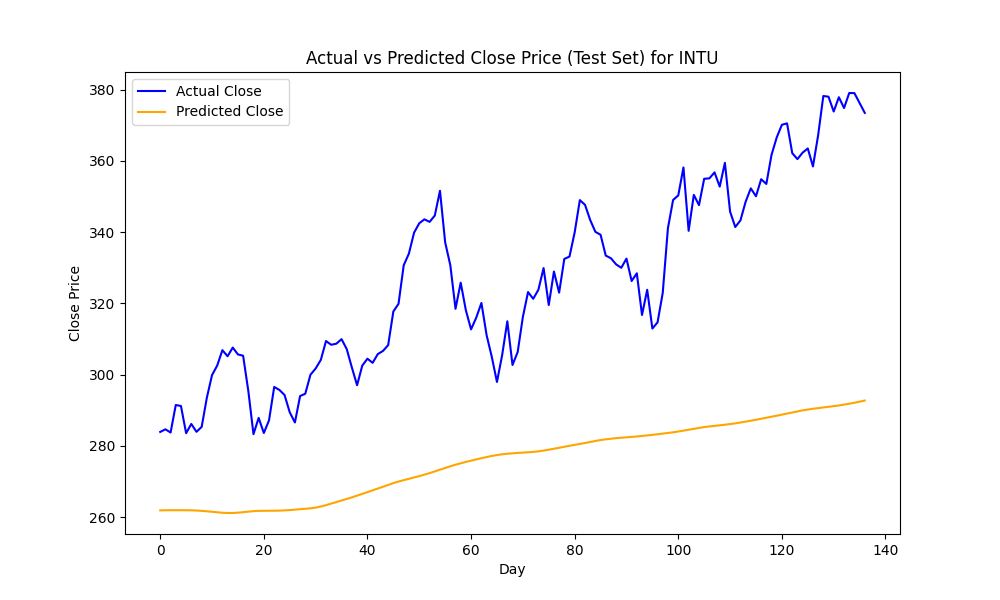 Actual vs Predicted Close Price (Test Set) for INTU
Actual Close
Predicted Close
380
360
340
320
300
280
260
Close Price
0 20 40 60 80 100 120 140
Day